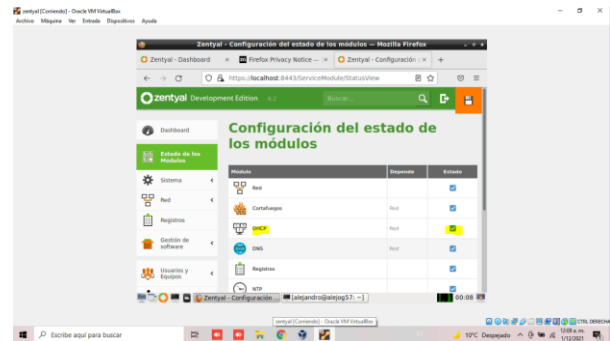 zentyal [Corriendo] - Oracle VM VirtualBox
Archivo Máquina Ver Entrada Dispositivos Ayuda
Zentyal - Configuración del estado de los módulos — Mozilla Firefox
Zentyal - Dashboard
Firefox Privacy Notice —
Zentyal - Configuración
https://localhost:8443/ServiceModule/StatusView
zentyal Development Edition
Buscar...
Dashboard
Configuración del estado de
los módulos
Estado de los
Módulos
Módulo Depende Estado
Sistema
Red
Red
Cortafuegos Red
Registros
DHCP Red
Gestión de
software
DNS Red
Usuarios y
Equipos
Registros
NTP
Zentyal - Configuración ...
[alejandro@alejog57: ~]
00:08
zentyal [Corriendo] - Oracle VM VirtualBox
CTRL DERECHA
Escribe aquí para buscar
10°C Despejado
12:08 a. m.
1/12/2021